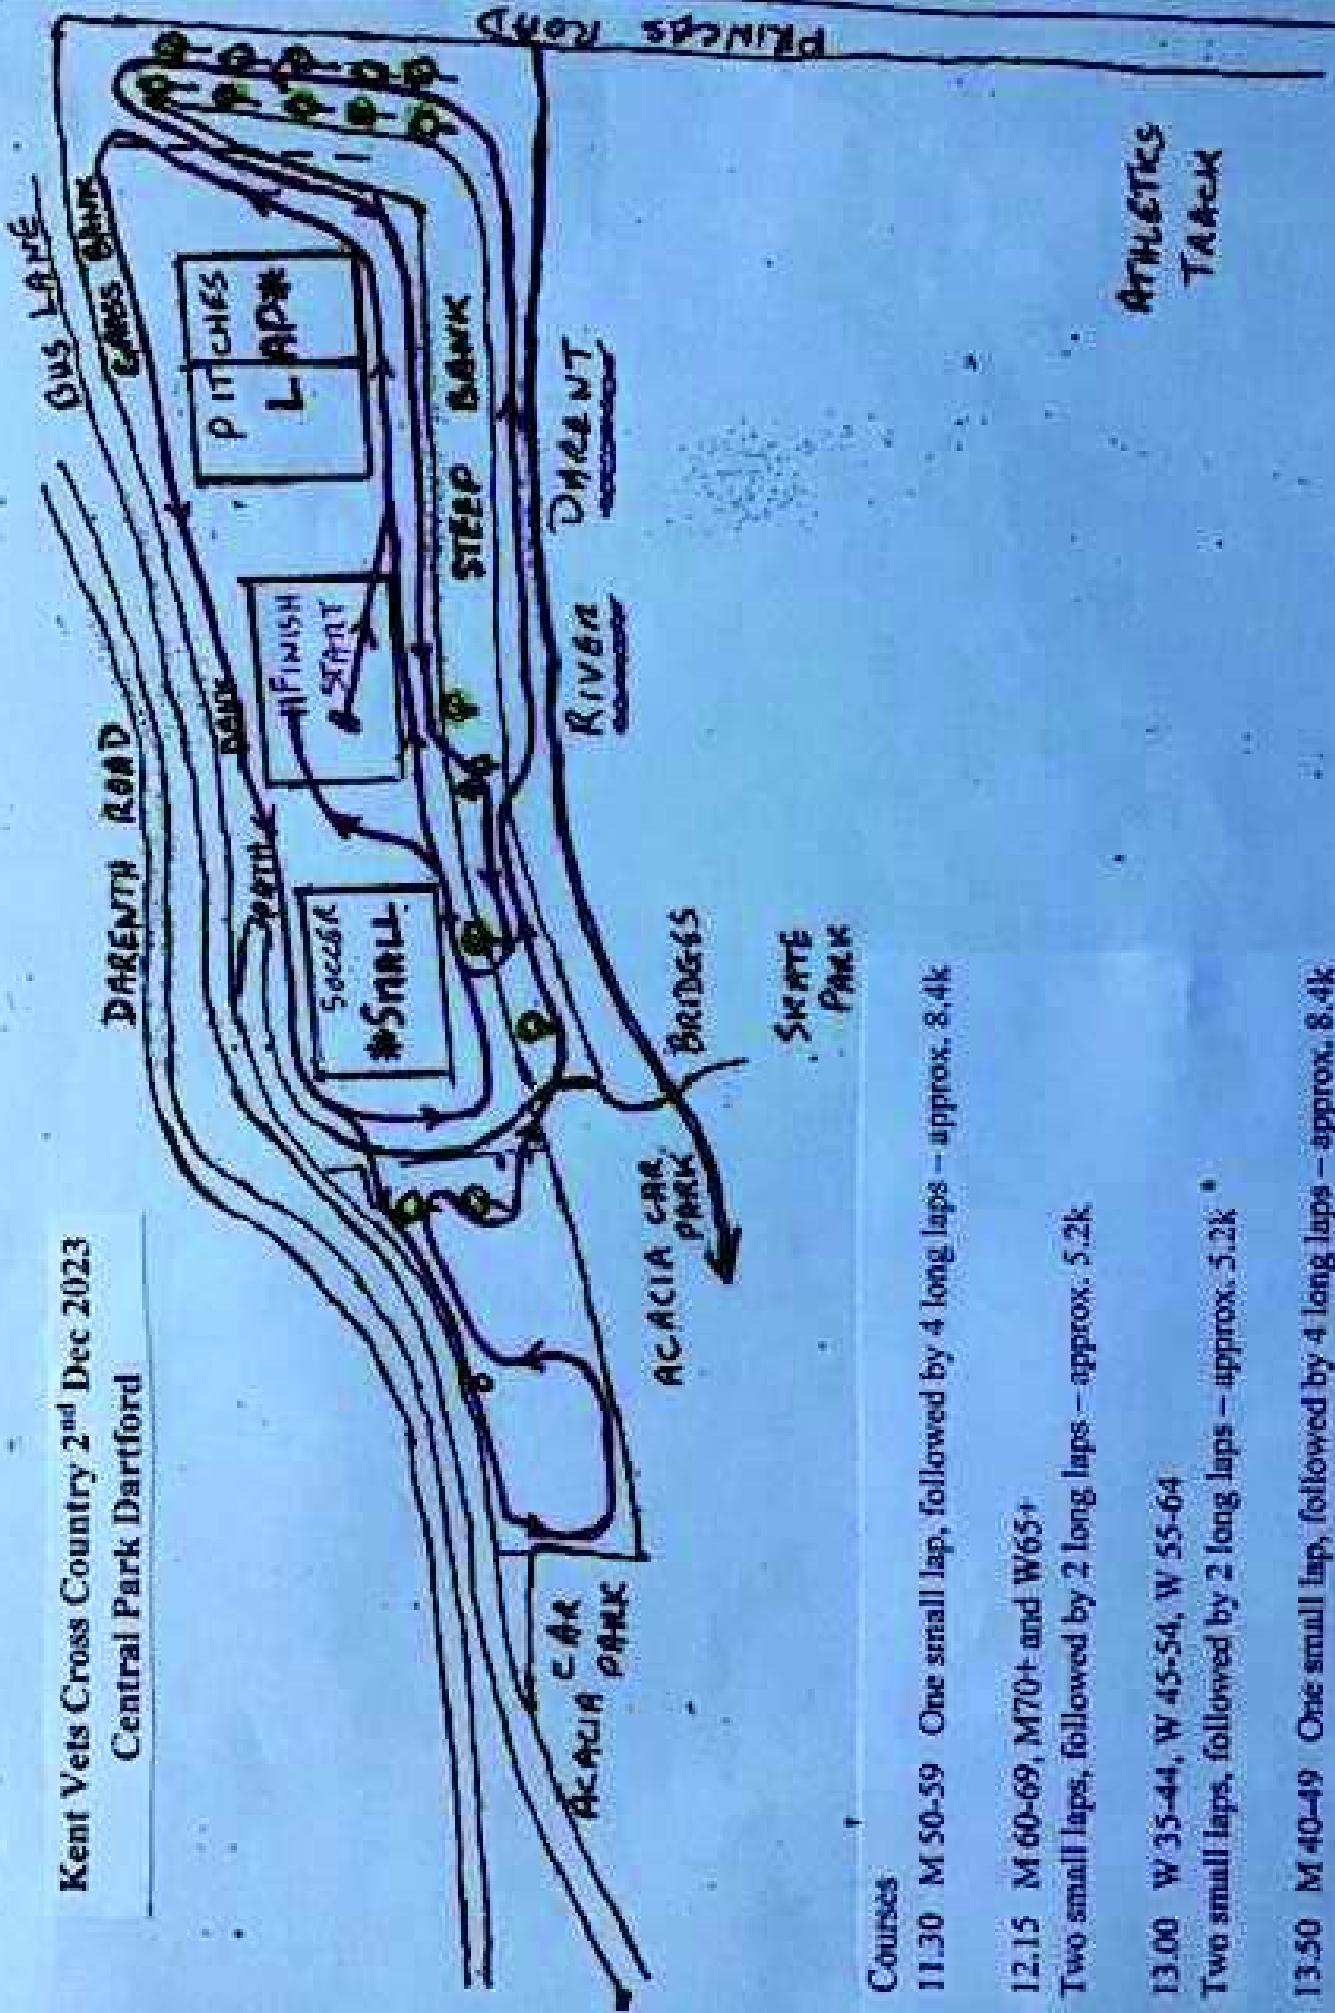 Kent Vets Cross Country 2nd Dec 2023
Central Park Dartford
DARENTH ROAD
BUS LANE
PRINCES ROAD
GRASS BANK
PITCHES
LAP*
BANK
PATH
#FINISH
START
SOCCER
*SMALL
STEEP BANK
RIVER DARENT
BRIDGES
SKATE
PARK
ATHLETICS
TRACK
ACACIA CAR
PARK
ACACIA CAR
PARK
Courses
11.30 M 50-59 One small lap, followed by 4 long laps – approx. 8.4k
12.15 M 60-69, M70+ and W65+
Two small laps, followed by 2 long laps – approx. 5.2k
13.00 W 35-44, W 45-54, W 55-64
Two small laps, followed by 2 long laps – approx. 5.2k
13.50 M 40-49 One small lap, followed by 4 long laps – approx. 8.4k